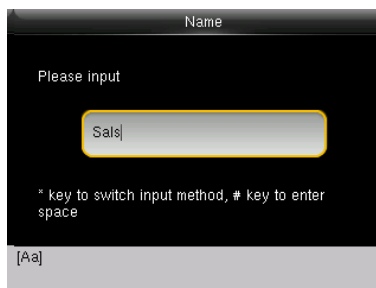 Name
Please input
Sals
* key to switch input method, # key to enter
space
[Aa]